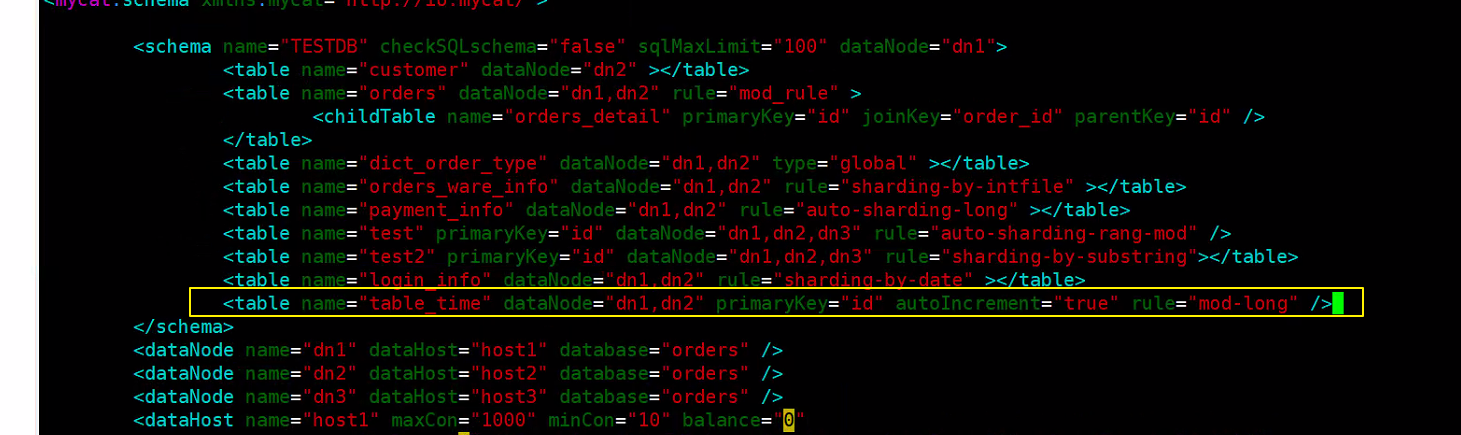 <mycat:schema xmlns:mycat="http://io.mycat/">
<schema name="TESTDB" checkSQLschema="false" sqlMaxLimit="100" dataNode="dn1">
<table name="customer" dataNode="dn2" ></table>
<table name="orders" dataNode="dn1,dn2" rule="mod_rule" >
<childTable name="orders_detail" primaryKey="id" joinKey="order_id" parentKey="id" />
</table>
<table name="dict_order_type" dataNode="dn1,dn2" type="global" ></table>
<table name="orders_ware_info" dataNode="dn1,dn2" rule="sharding-by-intfile" ></table>
<table name="payment_info" dataNode="dn1,dn2" rule="auto-sharding-long" ></table>
<table name="test" primaryKey="id" dataNode="dn1,dn2,dn3" rule="auto-sharding-rang-mod" />
<table name="test2" primaryKey="id" dataNode="dn1,dn2,dn3" rule="sharding-by-substring"></table>
<table name="login_info" dataNode="dn1,dn2" rule="sharding-by-date" ></table>
<table name="table_time" dataNode="dn1,dn2" primaryKey="id" autoIncrement="true" rule="mod-long" />
</schema>
<dataNode name="dn1" dataHost="host1" database="orders" />
<dataNode name="dn2" dataHost="host2" database="orders" />
<dataNode name="dn3" dataHost="host3" database="orders" />
<dataHost name="host1" maxCon="1000" minCon="10" balance="0"